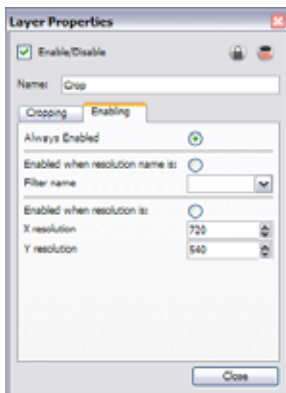 Layer Properties
Enable/Disable
Name: Crop
Cropping Enabling
Always Enabled
Enabled when resolution name is:
Filter name
Enabled when resolution is:
X resolution 720
Y resolution 540
Close